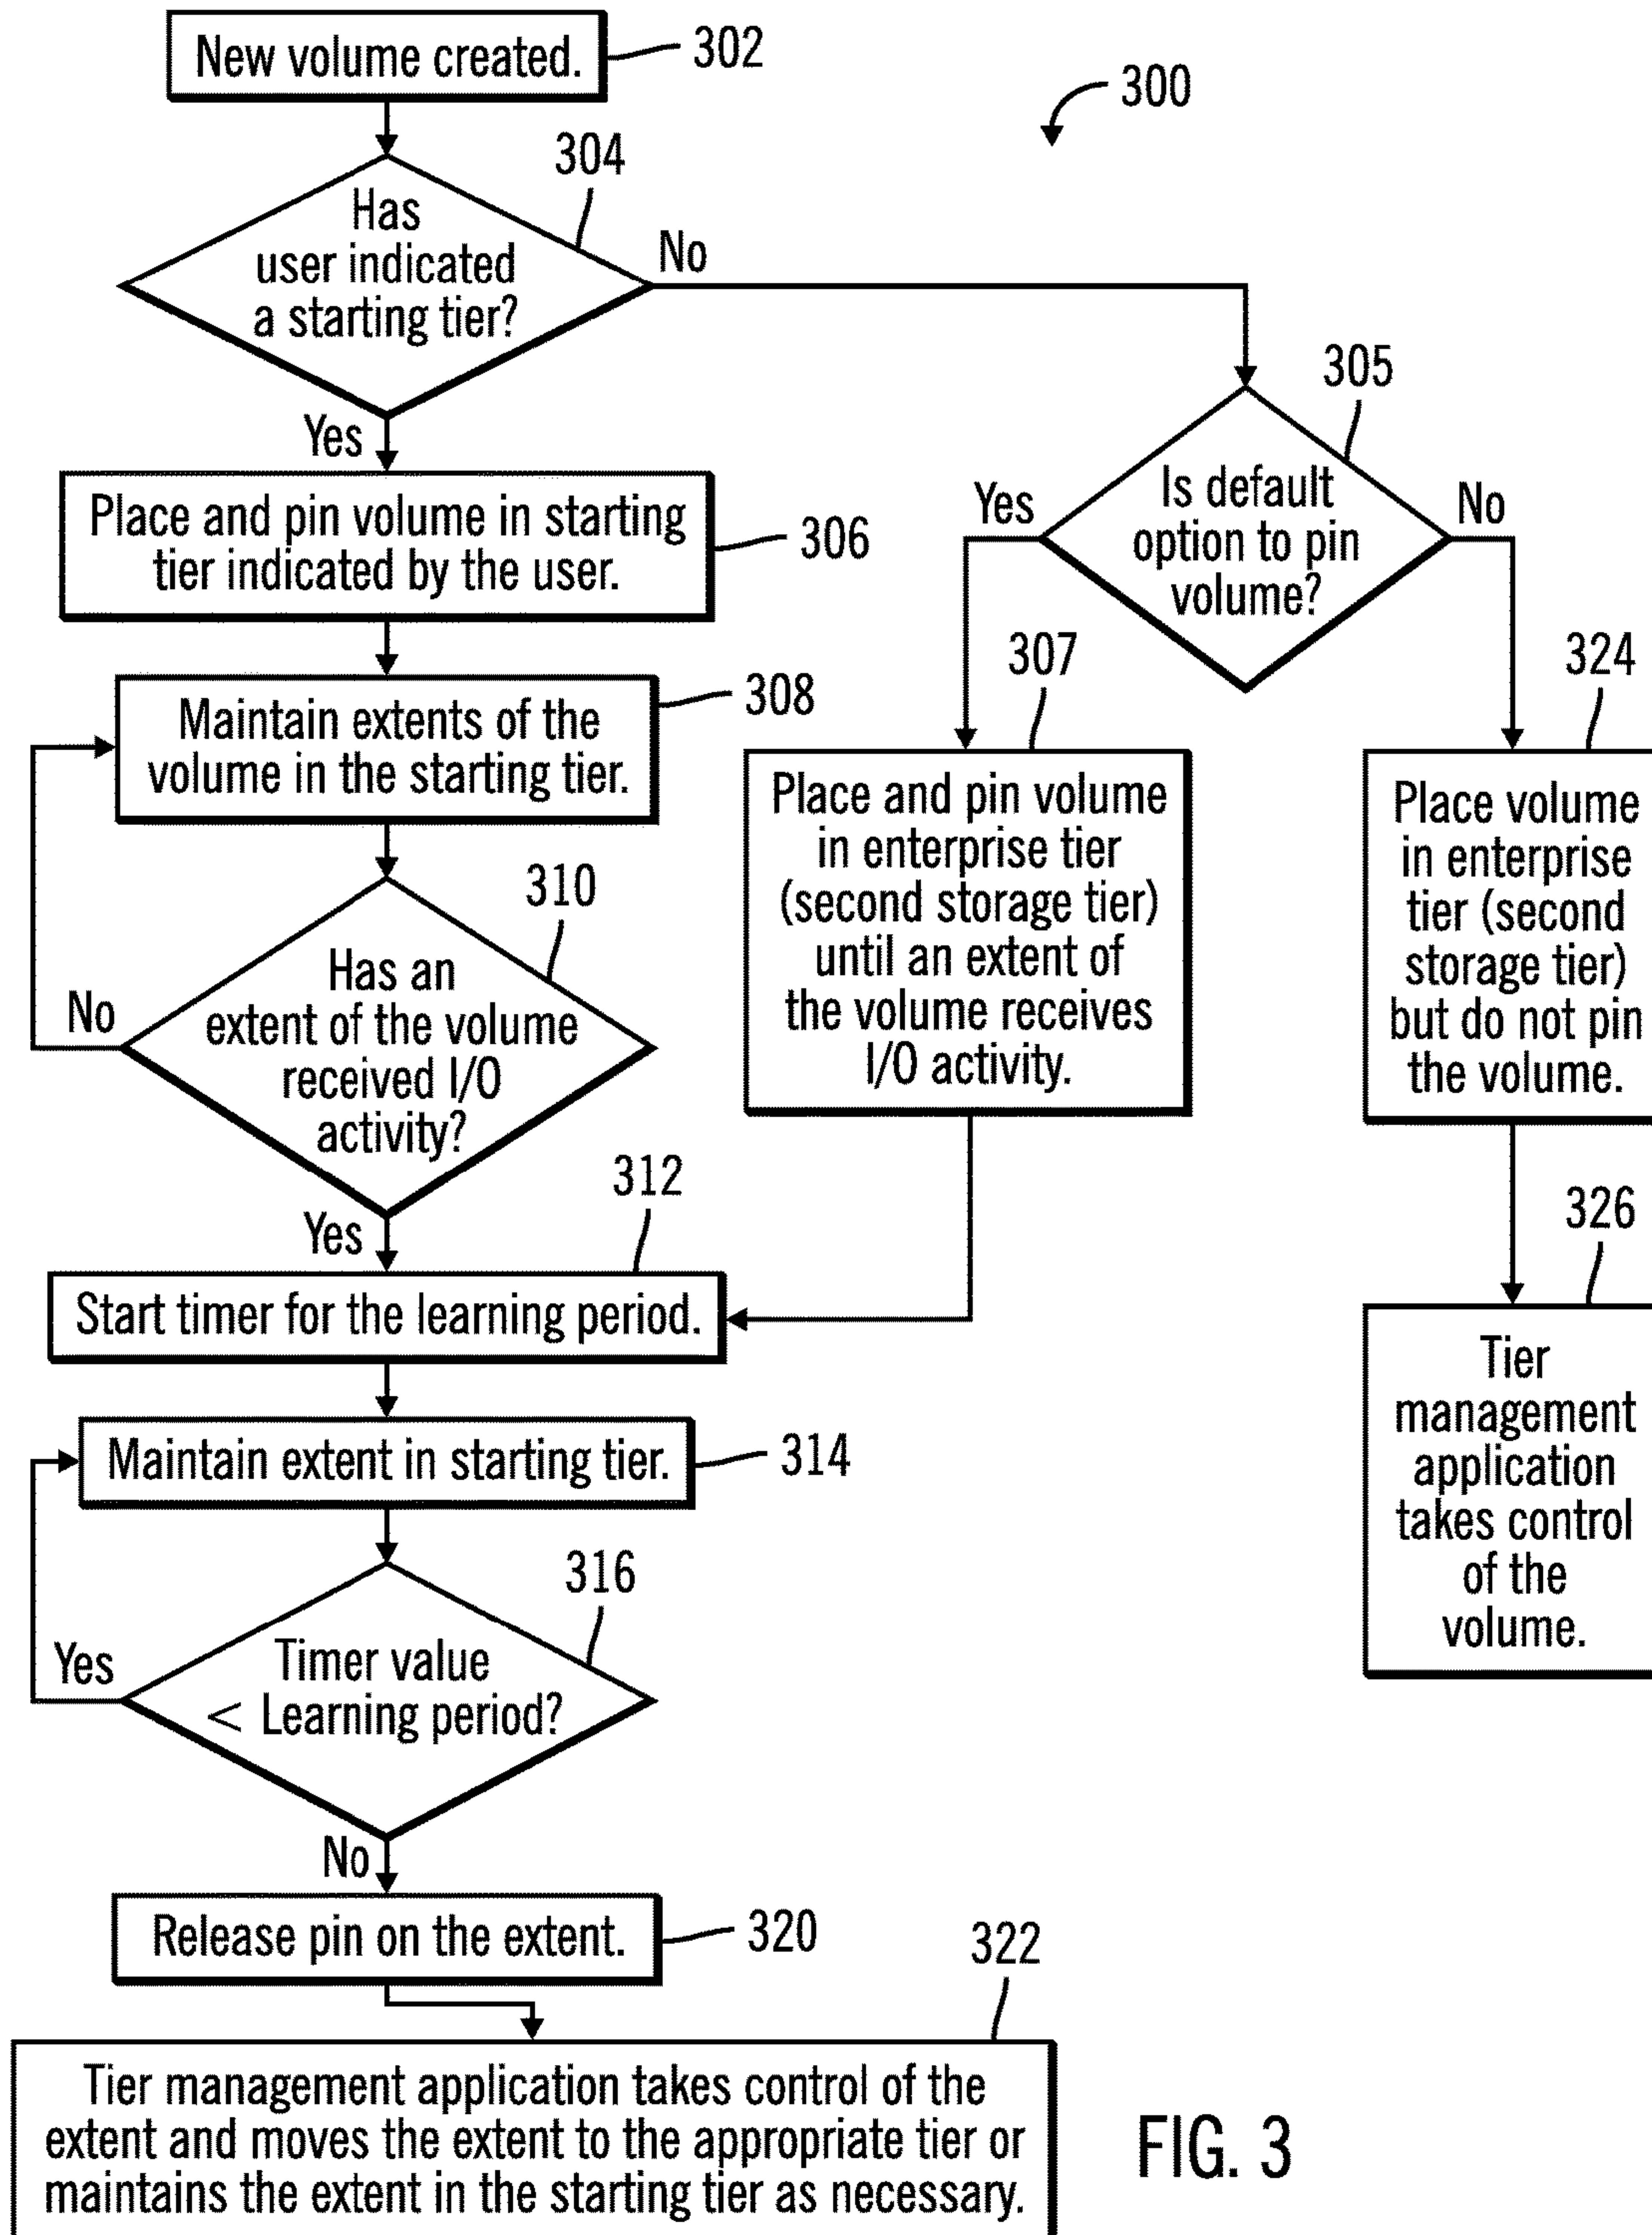 New volume created.
302
300
304
Has
user indicated
a starting tier?
No
Yes
305
Is default
option to pin
volume?
Yes
No
Place and pin volume in starting
tier indicated by the user.
306
307
324
Maintain extents of the
volume in the starting tier.
308
Place and pin volume
in enterprise tier
(second storage tier)
until an extent of
the volume receives
I/O activity.
Place volume
in enterprise
tier (second
storage tier)
but do not pin
the volume.
310
Has an
extent of the volume
received I/O
activity?
No
Yes
312
Start timer for the learning period.
326
Tier
management
application
takes control
of the
volume.
Maintain extent in starting tier.
314
316
Timer value
< Learning period?
Yes
No
Release pin on the extent.
320
322
Tier management application takes control of the
extent and moves the extent to the appropriate tier or
maintains the extent in the starting tier as necessary.
FIG. 3